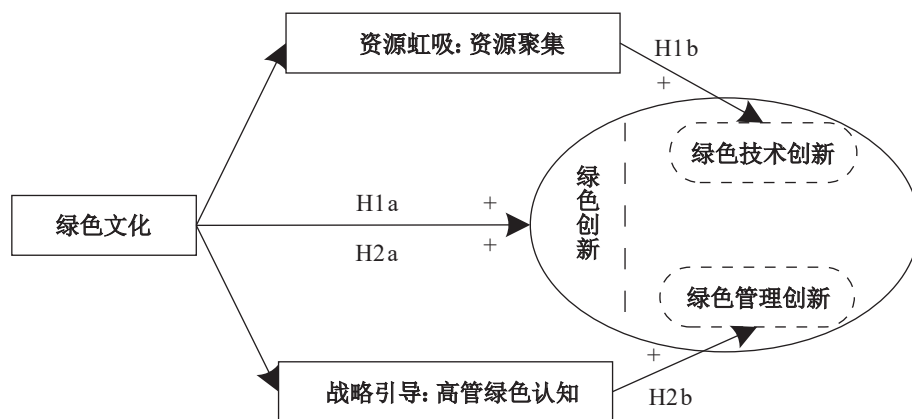 资源虹吸：资源聚集
H1b
+
绿色技术创新
绿色创新
绿色文化
H1a
+
H2a
+
绿色管理创新
+
H2b
战略引导：高管绿色认知